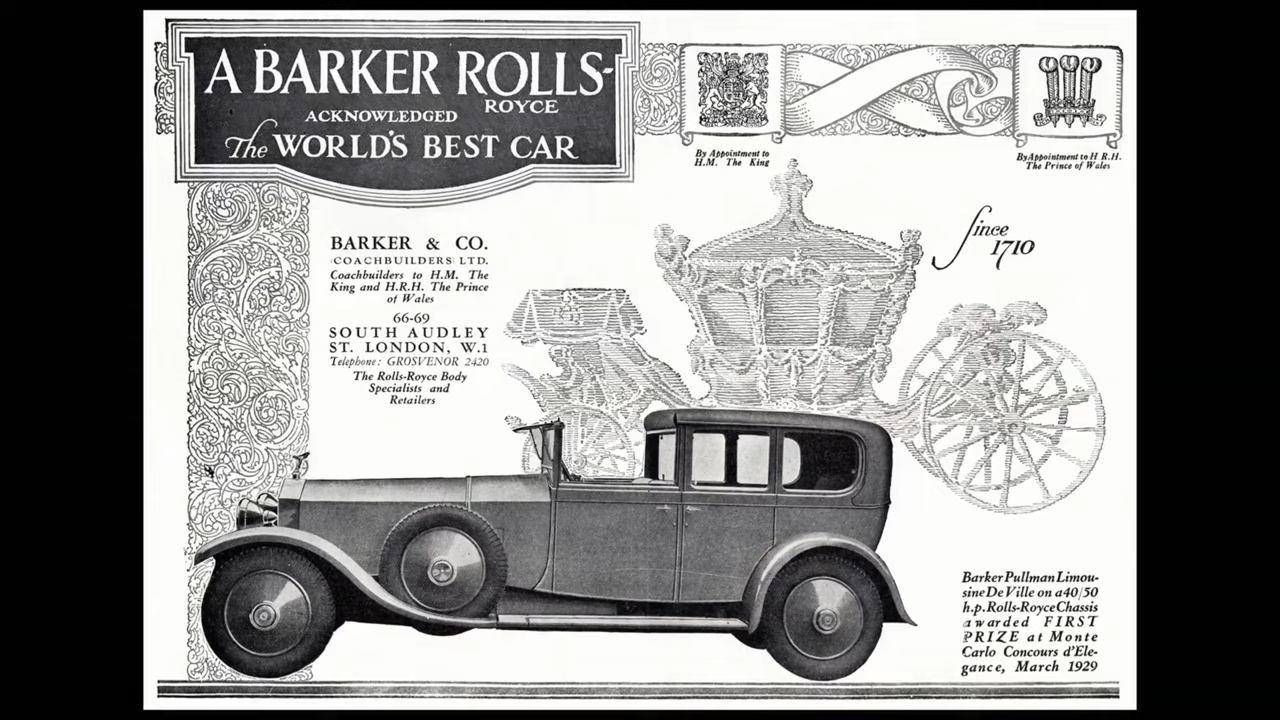 A BARKER ROLLS-
ROYCE
ACKNOWLEDGED
The WORLD'S BEST CAR
By Appointment to
H.M. The King
By Appointment to H R.H.
The Prince of Wales
Since
1710
BARKER & CO.
(COACHBUILDERS) LTD.
Coachbuilders to H.M. The
King and H.R.H. The Prince
of Wales
66-69
SOUTH AUDLEY
ST. LONDON, W.1
Telephone: GROSVENOR 2420
The Rolls-Royce Body
Specialists and
Retailers
Barker Pullman Limou-
sine De Ville on a 40/50
h.p. Rolls-Royce Chassis
awarded FIRST
PRIZE at Monte
Carlo Concours d'Ele-
gance, March 1929